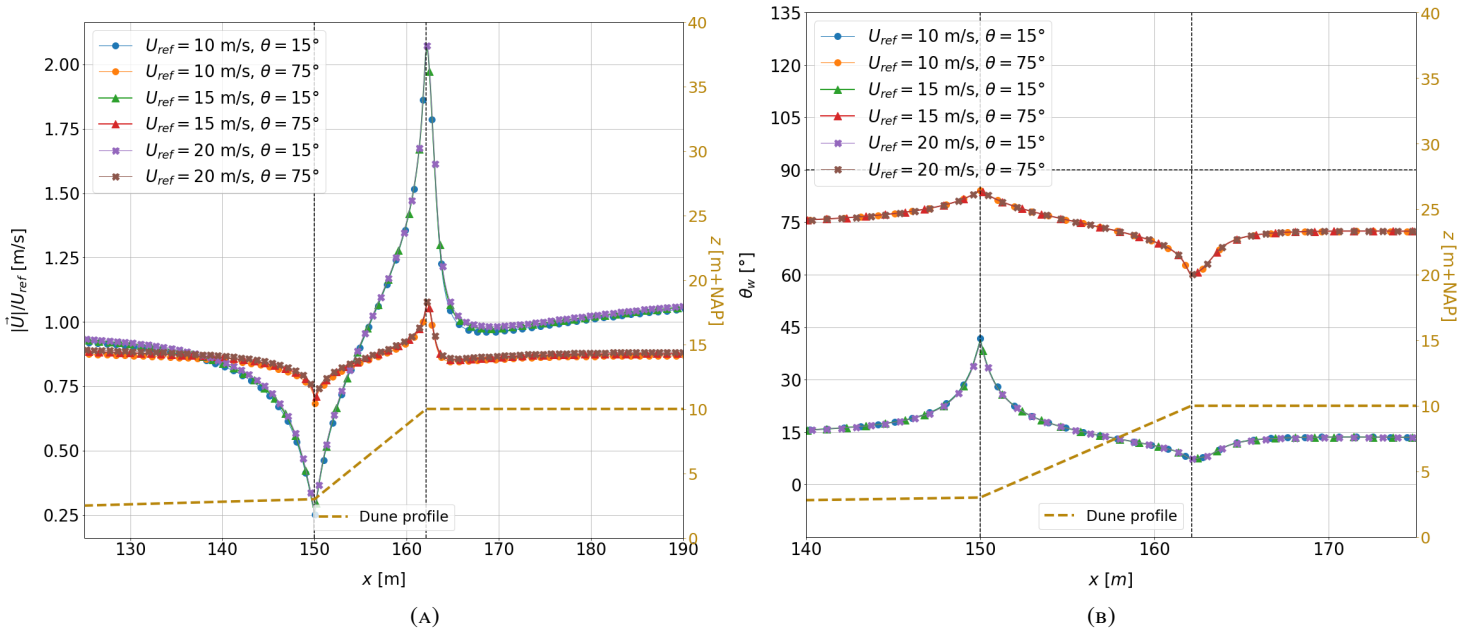 U_ref = 10 m/s, θ = 15°
U_ref = 10 m/s, θ = 75°
U_ref = 15 m/s, θ = 15°
U_ref = 15 m/s, θ = 75°
U_ref = 20 m/s, θ = 15°
U_ref = 20 m/s, θ = 75°
2.00
1.75
1.50
1.25
1.00
0.75
0.50
0.25
|U⃗|/U_ref [m/s]
40
35
30
25
20
15
10
5
0
z [m+NAP]
Dune profile
130 140 150 160 170 180 190
x [m]
(A)
U_ref = 10 m/s, θ = 15°
U_ref = 10 m/s, θ = 75°
U_ref = 15 m/s, θ = 15°
U_ref = 15 m/s, θ = 75°
U_ref = 20 m/s, θ = 15°
U_ref = 20 m/s, θ = 75°
135
120
105
90
75
60
45
30
15
0
θ_w [°]
40
35
30
25
20
15
10
5
0
z [m+NAP]
Dune profile
140 150 160 170
x [m]
(B)